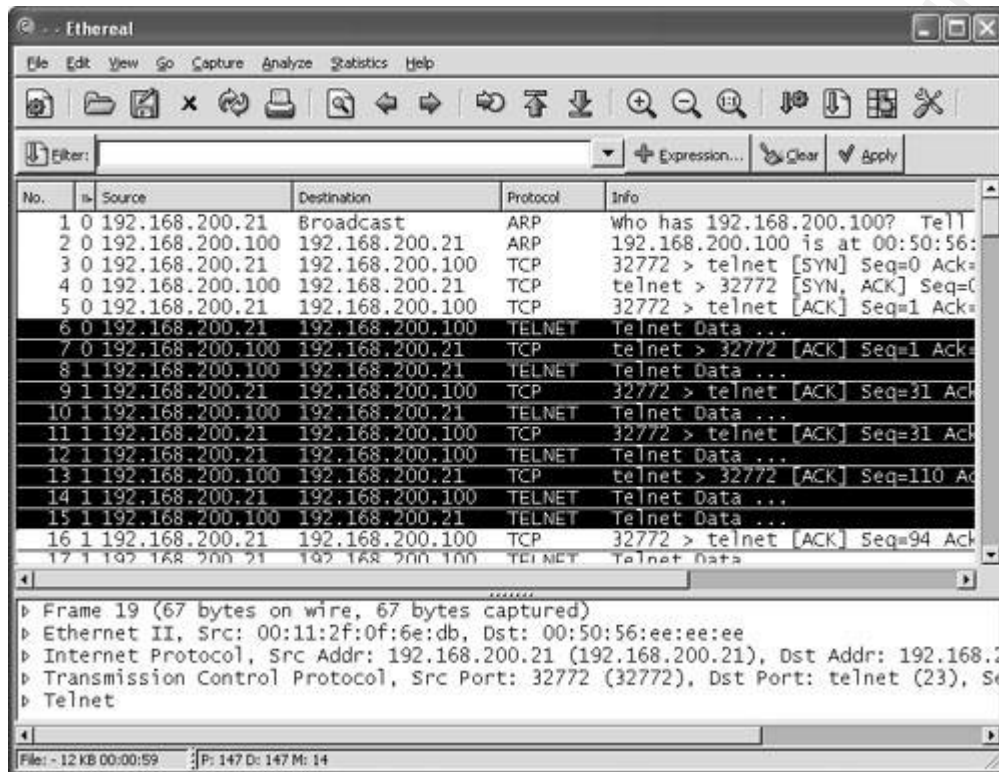 - - Ethereal
File Edit View Go Capture Analyze Statistics Help
Filter: Expression... Clear Apply
No. Source Destination Protocol Info
1 0 192.168.200.21 Broadcast ARP Who has 192.168.200.100? Tell
2 0 192.168.200.100 192.168.200.21 ARP 192.168.200.100 is at 00:50:56:
3 0 192.168.200.21 192.168.200.100 TCP 32772 > telnet [SYN] Seq=0 Ack=
4 0 192.168.200.100 192.168.200.21 TCP telnet > 32772 [SYN, ACK] Seq=0
5 0 192.168.200.21 192.168.200.100 TCP 32772 > telnet [ACK] Seq=1 Ack=
6 0 192.168.200.21 192.168.200.100 TELNET Telnet Data ...
7 0 192.168.200.100 192.168.200.21 TCP telnet > 32772 [ACK] Seq=1 Ack=
8 1 192.168.200.100 192.168.200.21 TELNET Telnet Data ...
9 1 192.168.200.21 192.168.200.100 TCP 32772 > telnet [ACK] Seq=31 Ack
10 1 192.168.200.100 192.168.200.21 TELNET Telnet Data ...
11 1 192.168.200.21 192.168.200.100 TCP 32772 > telnet [ACK] Seq=31 Ack
12 1 192.168.200.21 192.168.200.100 TELNET Telnet Data ...
13 1 192.168.200.100 192.168.200.21 TCP telnet > 32772 [ACK] Seq=110 Ac
14 1 192.168.200.21 192.168.200.100 TELNET Telnet Data ...
15 1 192.168.200.100 192.168.200.21 TELNET Telnet Data ...
16 1 192.168.200.21 192.168.200.100 TCP 32772 > telnet [ACK] Seq=94 Ack
17 1 192.168.200.21 192.168.200.100 TELNET Telnet Data
Frame 19 (67 bytes on wire, 67 bytes captured)
Ethernet II, Src: 00:11:2f:0f:6e:db, Dst: 00:50:56:ee:ee:ee
Internet Protocol, Src Addr: 192.168.200.21 (192.168.200.21), Dst Addr: 192.168.2
Transmission Control Protocol, Src Port: 32772 (32772), Dst Port: telnet (23), Se
Telnet
File: - 12 KB 00:00:59 P: 147 D: 147 M: 14